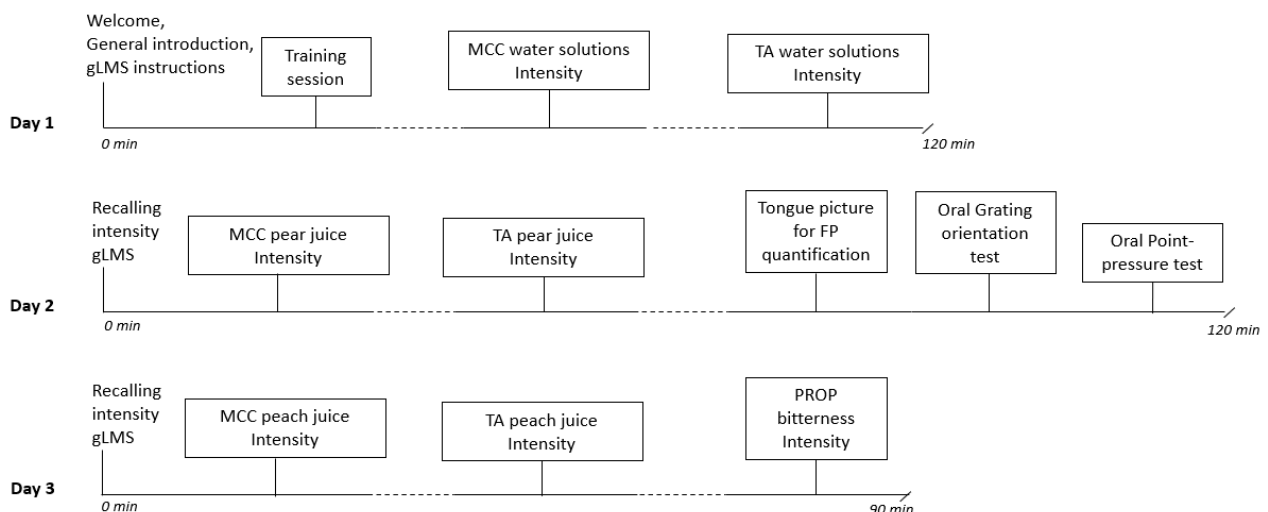 Welcome,
General introduction,
gLMS instructions
Training
session
MCC water solutions
Intensity
TA water solutions
Intensity
Day 1
0 min
120 min
Recalling
intensity
gLMS
MCC pear juice
Intensity
TA pear juice
Intensity
Tongue picture
for FP
quantification
Oral Grating
orientation
test
Oral Point-
pressure test
Day 2
0 min
120 min
Recalling
intensity
gLMS
MCC peach juice
Intensity
TA peach juice
Intensity
PROP
bitterness
Intensity
Day 3
0 min
90 min